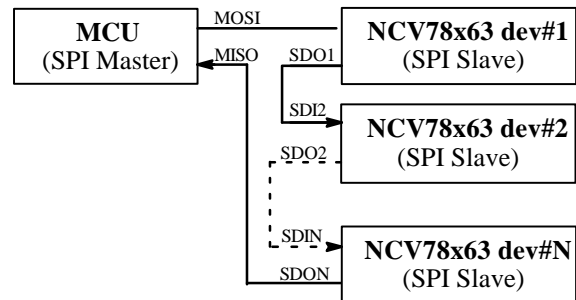 MCU
(SPI Master)
MOSI
MISO
NCV78x63 dev#1
(SPI Slave)
SDO1
SDI2
NCV78x63 dev#2
(SPI Slave)
SDO2
SDIN
NCV78x63 dev#N
(SPI Slave)
SDON